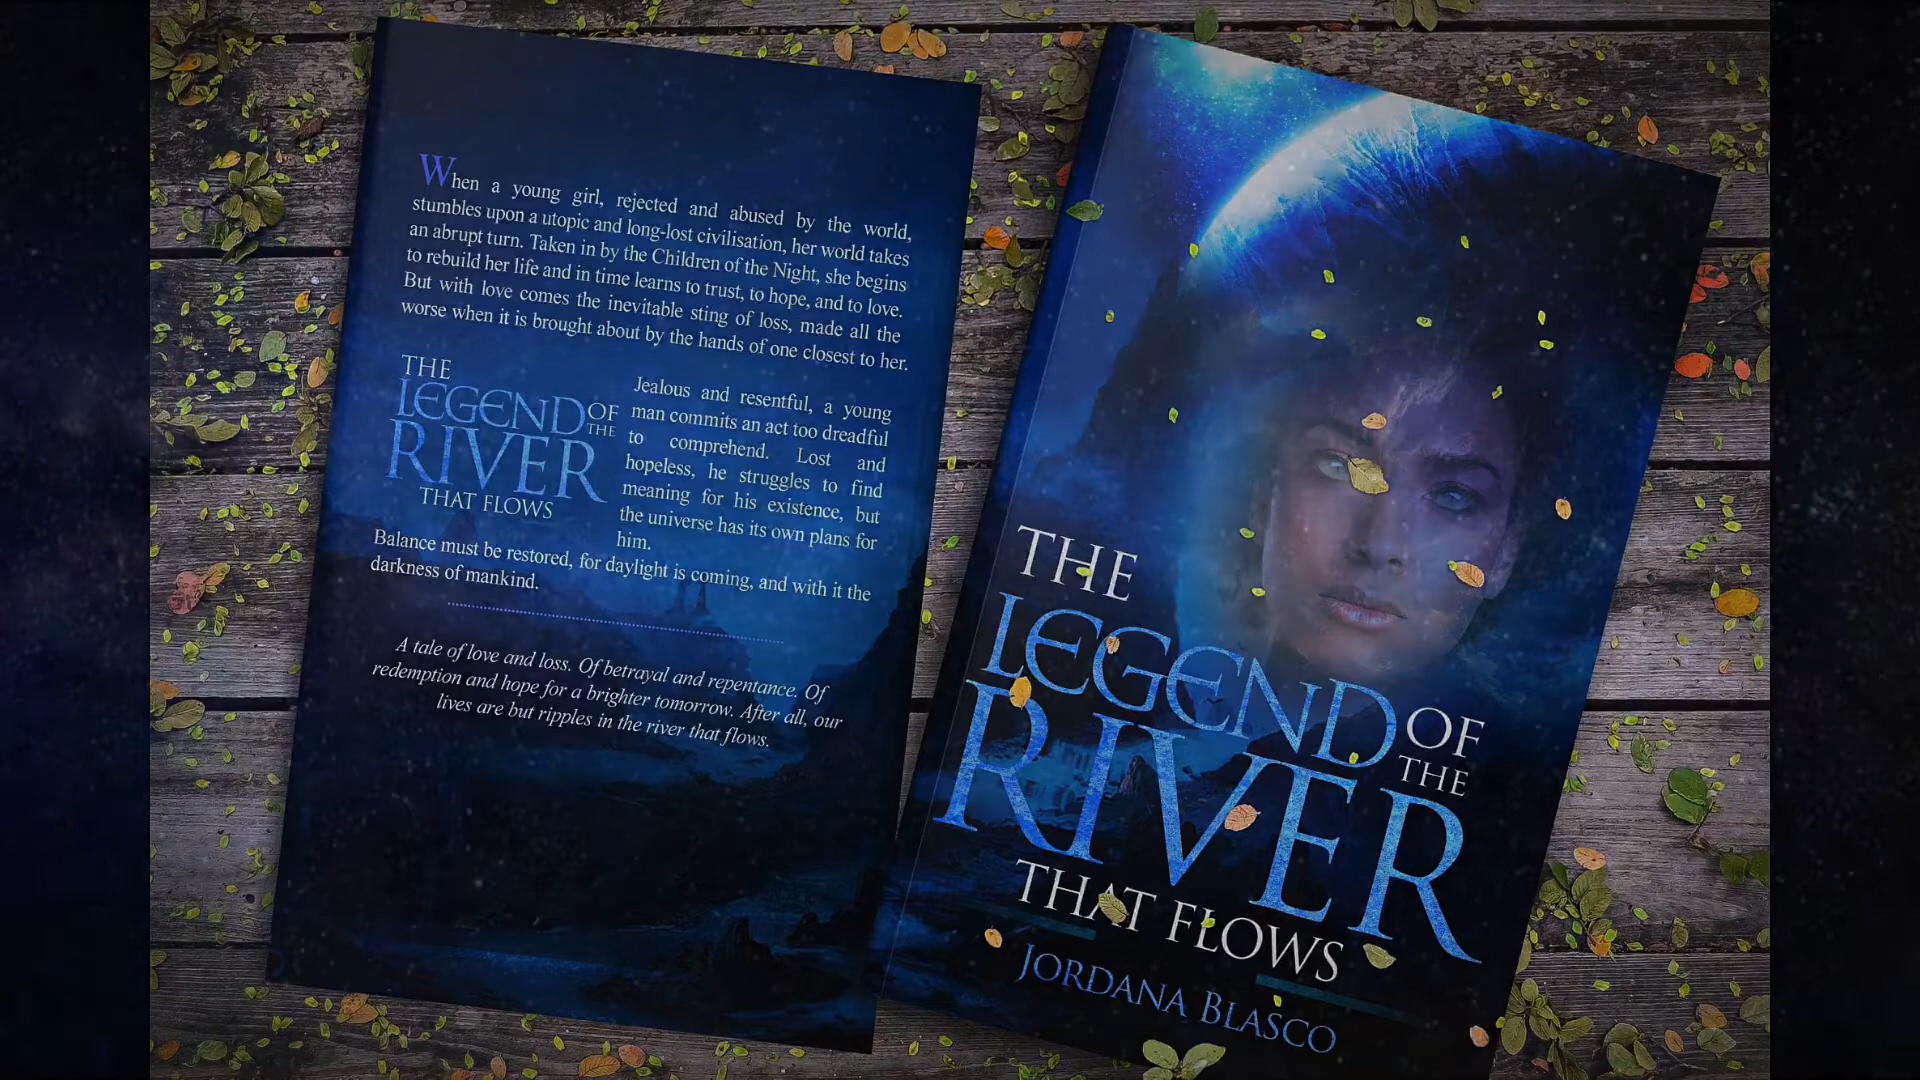 When a young girl, rejected and abused by the world,
stumbles upon a utopic and long-lost civilisation, her world takes
an abrupt turn. Taken in by the Children of the Night, she begins
to rebuild her life and in time learns to trust, to hope, and to love.
But with love comes the inevitable sting of loss, made all the
worse when it is brought about by the hands of one closest to her.
THE
LEGEND OF
THE
RIVER
THAT FLOWS
Jealous and resentful, a young
man commits an act too dreadful
to comprehend. Lost and
hopeless, he struggles to find
meaning for his existence, but
the universe has its own plans for
him.
Balance must be restored, for daylight is coming, and with it the
darkness of mankind.
A tale of love and loss. Of betrayal and repentance. Of
redemption and hope for a brighter tomorrow. After all, our
lives are but ripples in the river that flows.
THE
LEGEND OF
THE
RIVER
THAT FLOWS
JORDANA BLASCO